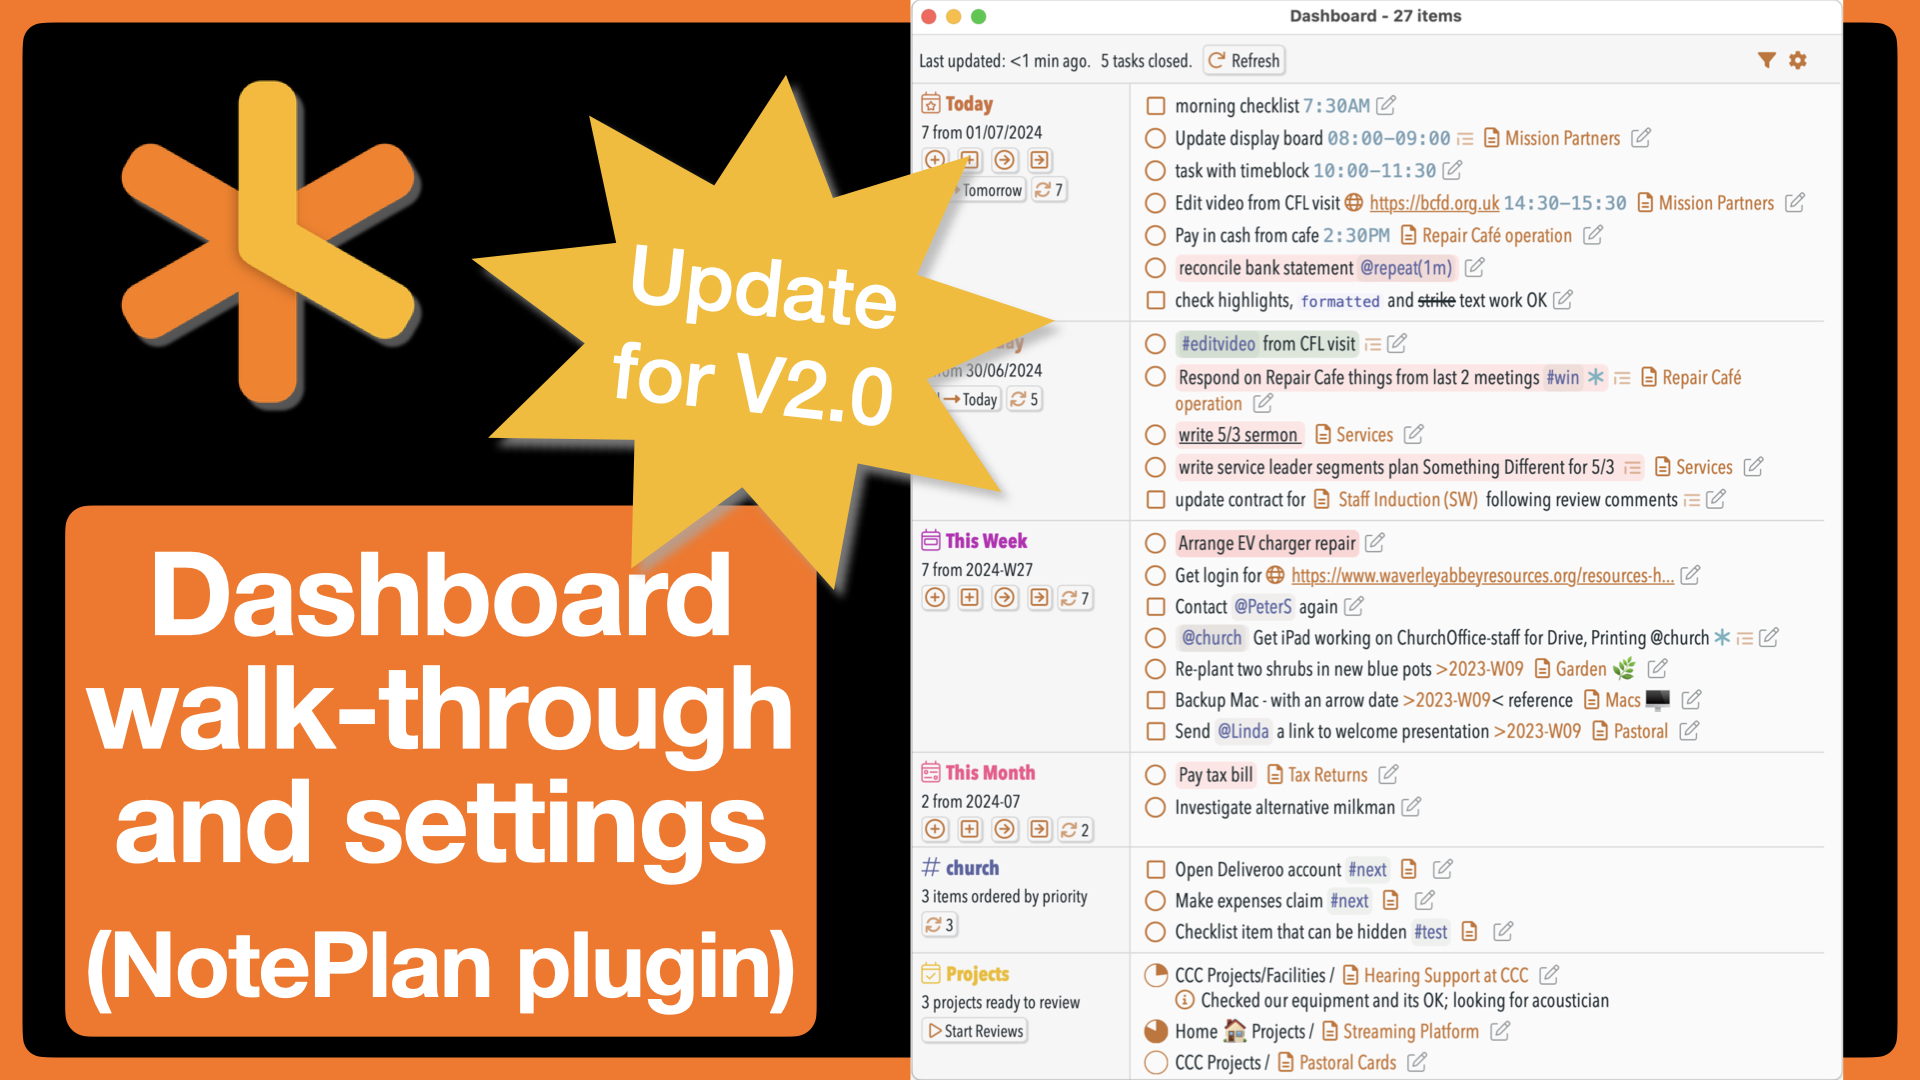 Dashboard - 27 items
Last updated: <1 min ago. 5 tasks closed. Refresh
Update
for V2.0
Dashboard
walk-through
and settings
(NotePlan plugin)
Today
7 from 01/07/2024
Tomorrow 7
morning checklist 7:30AM
Update display board 08:00-09:00 Mission Partners
task with timeblock 10:00-11:30
Edit video from CFL visit https://bcfd.org.uk 14:30-15:30 Mission Partners
Pay in cash from cafe 2:30PM Repair Café operation
reconcile bank statement @repeat(1m)
check highlights, formatted and strike text work OK
30/06/2024
Today 5
#editvideo from CFL visit
Respond on Repair Cafe things from last 2 meetings #win Repair Café
operation
write 5/3 sermon Services
write service leader segments plan Something Different for 5/3 Services
update contract for Staff Induction (SW) following review comments
This Week
7 from 2024-W27
7
Arrange EV charger repair
Get login for https://www.waverleyabbeyresources.org/resources-h...
Contact @PeterS again
@church Get iPad working on ChurchOffice-staff for Drive, Printing @church
Re-plant two shrubs in new blue pots >2023-W09 Garden 🌿
Backup Mac - with an arrow date >2023-W09< reference Macs 🖥️
Send @Linda a link to welcome presentation >2023-W09 Pastoral
This Month
2 from 2024-07
2
Pay tax bill Tax Returns
Investigate alternative milkman
# church
3 items ordered by priority
3
Open Deliveroo account #next
Make expenses claim #next
Checklist item that can be hidden #test
Projects
3 projects ready to review
Start Reviews
CCC Projects/Facilities / Hearing Support at CCC
Checked our equipment and its OK; looking for acoustician
Home 🏠 Projects / Streaming Platform
CCC Projects / Pastoral Cards